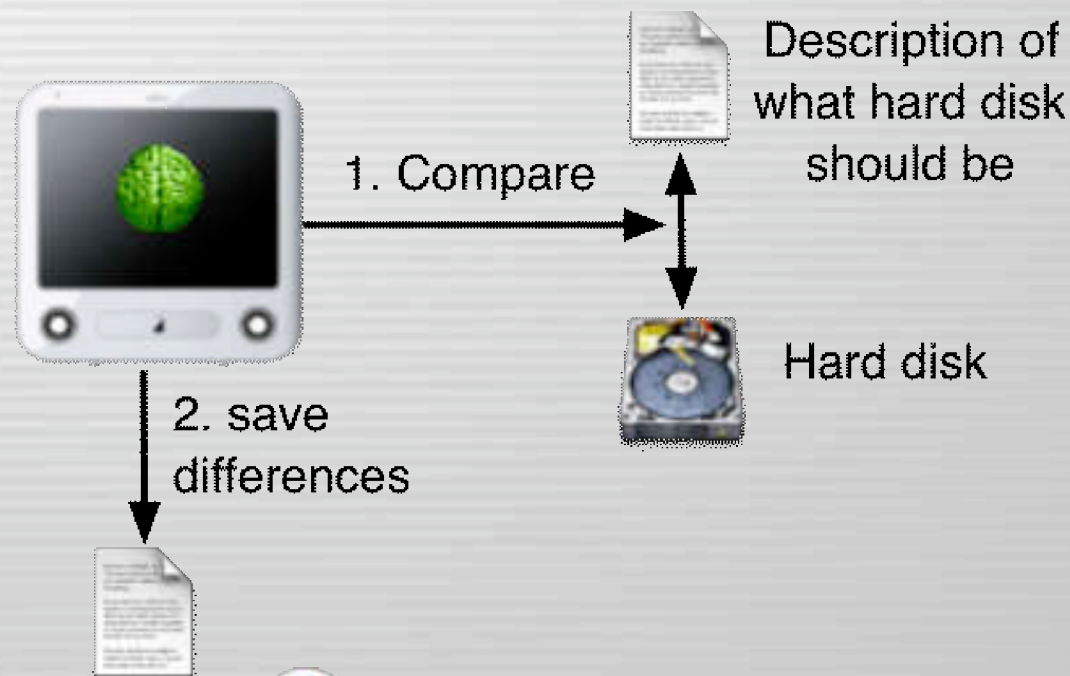 Description of
what hard disk
should be
1. Compare
Hard disk
2. save
differences